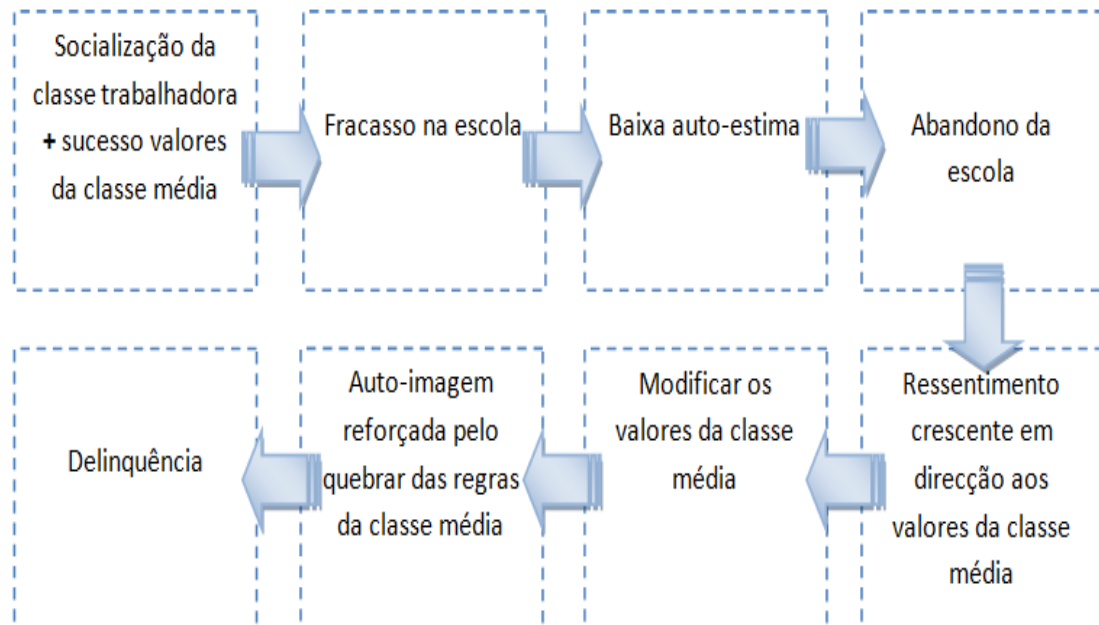 Socialização da
classe trabalhadora
+ sucesso valores
da classe média
Fracasso na escola
Baixa auto-estima
Abandono da
escola
Ressentimento
crescente em
direcção aos
valores da classe
média
Modificar os
valores da classe
média
Auto-imagem
reforçada pelo
quebrar das regras
da classe média
Delinquência